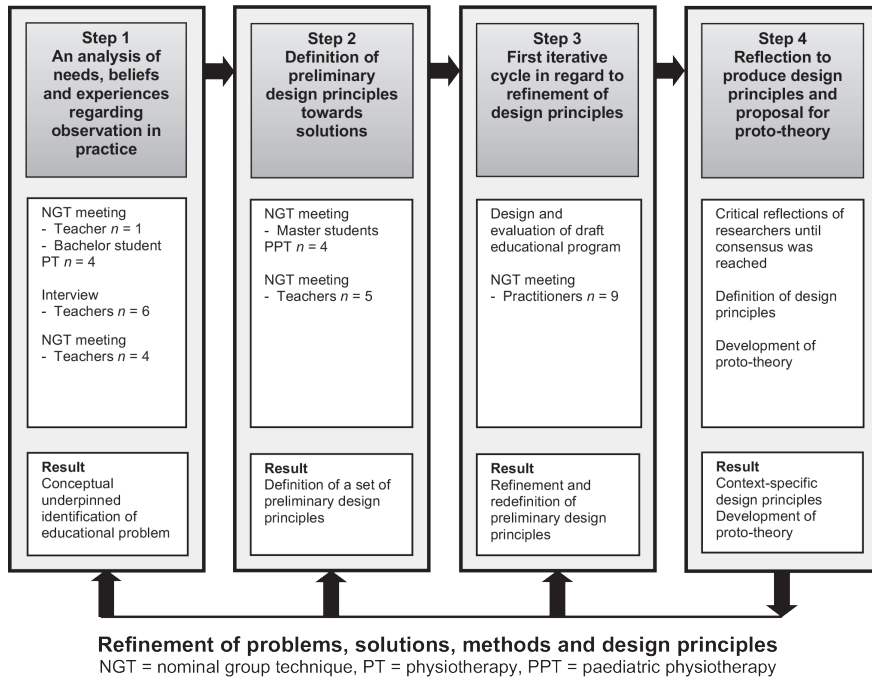 Step 1
An analysis of
needs, beliefs
and experiences
regarding
observation in
practice
NGT meeting
- Teacher n = 1
- Bachelor student
PT n = 4
Interview
- Teachers n = 6
NGT meeting
- Teachers n = 4
Result
Conceptual
underpinned
identification of
educational problem
Step 2
Definition of
preliminary
design principles
towards
solutions
NGT meeting
- Master students
PPT n = 4
NGT meeting
- Teachers n = 5
Result
Definition of a set of
preliminary design
principles
Step 3
First iterative
cycle in regard to
refinement of
design principles
Design and
evaluation of draft
educational program
NGT meeting
- Practitioners n = 9
Result
Refinement and
redefinition of
preliminary design
principles
Step 4
Reflection to
produce design
principles and
proposal for
proto-theory
Critical reflections of
researchers until
consensus was
reached
Definition of design
principles
Development of
proto-theory
Result
Context-specific
design principles
Development of
proto-theory
Refinement of problems, solutions, methods and design principles
NGT = nominal group technique, PT = physiotherapy, PPT = paediatric physiotherapy